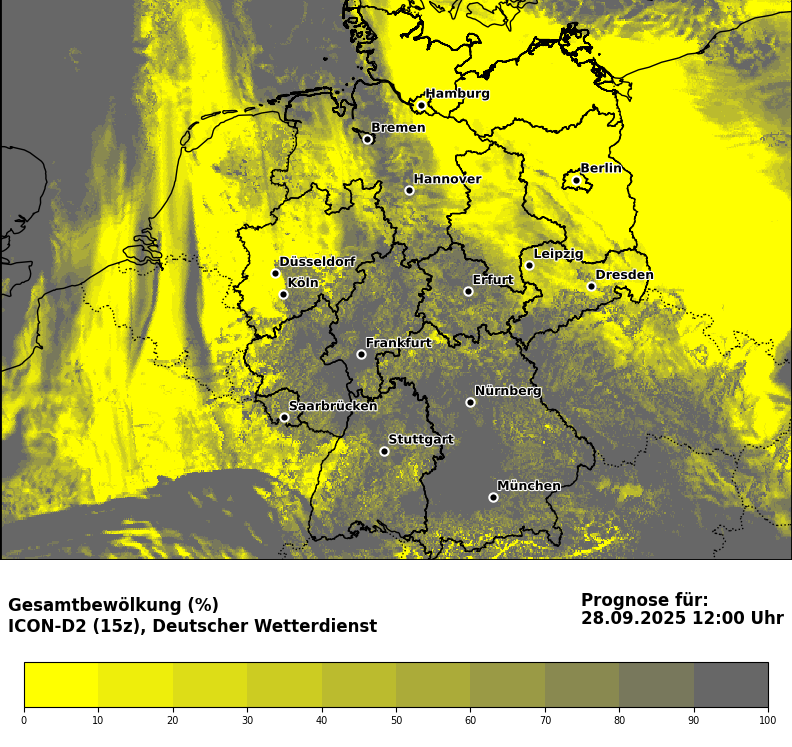 Hamburg
Bremen
Berlin
Hannover
Leipzig
Düsseldorf
Dresden
Köln
Erfurt
Frankfurt
Nürnberg
Saarbrücken
Stuttgart
München
Gesamtbewölkung (%)
ICON-D2 (15z), Deutscher Wetterdienst
Prognose für:
28.09.2025 12:00 Uhr
0 10 20 30 40 50 60 70 80 90 100